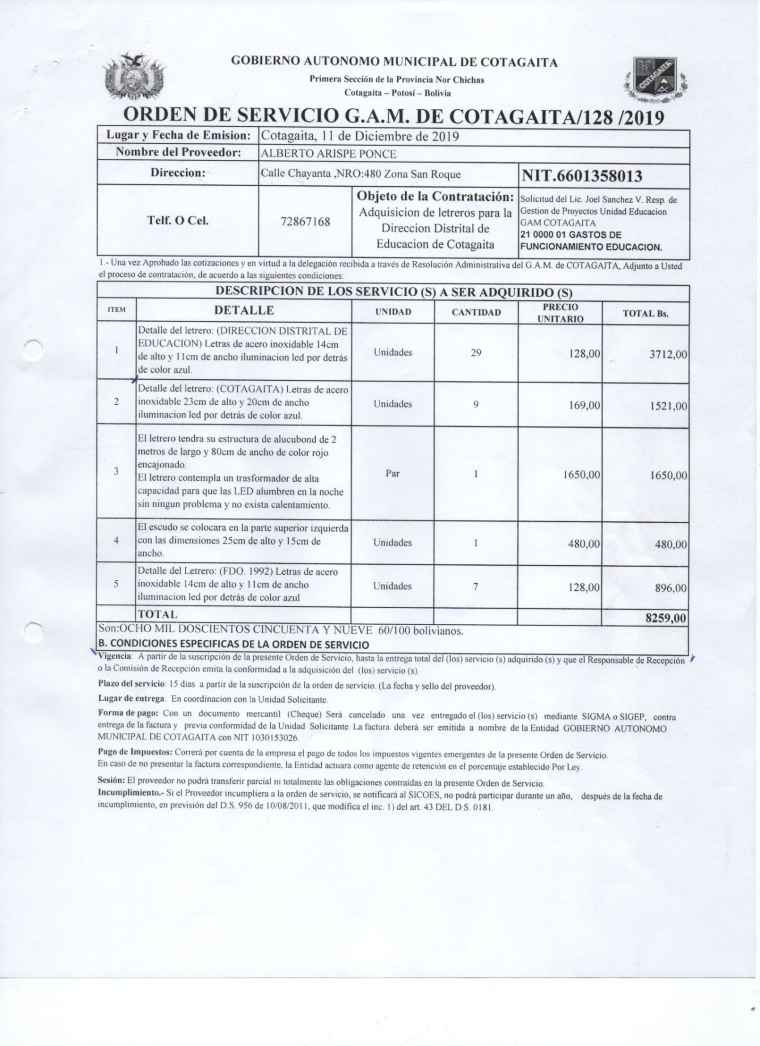 GOBIERNO AUTONOMO MUNICIPAL DE COTAGAITA
Primera Sección de la Provincia Nor Chichas
Cotagaita – Potosí – Bolivia
COTAGAITA
ORDEN DE SERVICIO G.A.M. DE COTAGAITA/128 /2019
Lugar y Fecha de Emision: Cotagaita, 11 de Diciembre de 2019
Nombre del Proveedor: ALBERTO ARISPE PONCE
Direccion: Calle Chayanta ,NRO:480 Zona San Roque NIT.6601358013
Telf. O Cel. 72867168
Objeto de la Contratación:
Adquisicion de letreros para la
Direccion Distrital de
Educacion de Cotagaita
Solicitud del Lic. Joel Sanchez V. Resp. de
Gestion de Proyectos Unidad Educacion
GAM COTAGAITA
21 0000 01 GASTOS DE
FUNCIONAMIENTO EDUCACION.
1.- Una vez Aprobado las cotizaciones y en virtud a la delegación recibida a través de Resolución Administrativa del G.A.M. de COTAGAITA, Adjunto a Usted
el proceso de contratación, de acuerdo a las siguientes condiciones:
DESCRIPCION DE LOS SERVICIO (S) A SER ADQUIRIDO (S)
ITEM DETALLE UNIDAD CANTIDAD PRECIO UNITARIO TOTAL Bs.
1
Detalle del letrero: (DIRECCION DISTRITAL DE
EDUCACION) Letras de acero inoxidable 14cm
de alto y 11cm de ancho iluminacion led por detrás
de color azul.
Unidades 29 128,00 3712,00
2
Detalle del letrero: (COTAGAITA) Letras de acero
inoxidable 23cm de alto y 20cm de ancho
iluminacion led por detrás de color azul.
Unidades 9 169,00 1521,00
3
El letrero tendra su estructura de alucubond de 2
metros de largo y 80cm de ancho de color rojo
encajonado.
El letrero contempla un trasformador de alta
capacidad para que las LED alumbren en la noche
sin ningun problema y no exista calentamiento.
Par 1 1650,00 1650,00
4
El escudo se colocara en la parte superior izquierda
con las dimensiones 25cm de alto y 15cm de
ancho.
Unidades 1 480,00 480,00
5
Detalle del Letrero: (FDO. 1992) Letras de acero
inoxidable 14cm de alto y 11cm de ancho
iluminacion led por detrás de color azul
Unidades 7 128,00 896,00
TOTAL 8259,00
Son:OCHO MIL DOSCIENTOS CINCUENTA Y NUEVE 60/100 bolivianos.
B. CONDICIONES ESPECIFICAS DE LA ORDEN DE SERVICIO
Vigencia: A partir de la suscripción de la presente Orden de Servicio, hasta la entrega total del (los) servicio (s) adquirido (s) y que el Responsable de Recepción
o la Comisión de Recepción emita la conformidad a la adquisición del (los) servicio (s).
Plazo del servicio: 15 dias a partir de la suscripción de la orden de servicio. (La fecha y sello del proveedor).
Lugar de entrega: En coordinacion con la Unidad Solicitante.
Forma de pago: Con un documento mercantil (Cheque) Será cancelado una vez entregado el (los) servicio (s) mediante SIGMA o SIGEP, contra
entrega de la factura y previa conformidad de la Unidad Solicitante La factura deberá ser emitida a nombre de la Entidad GOBIERNO AUTONOMO
MUNICIPAL DE COTAGAITA con NIT 1030153026.
Pago de Impuestos: Correrá por cuenta de la empresa el pago de todos los impuestos vigentes emergentes de la presente Orden de Servicio.
En caso de no presentar la factura correspondiente, la Entidad actuara como agente de retención en el porcentaje establecido Por Ley.
Sesión: El proveedor no podrá transferir parcial ni totalmente las obligaciones contraídas en la presente Orden de Servicio.
Incumplimiento.- Si el Proveedor incumpliera a la orden de servicio, se notificará al SICOES, no podrá participar durante un año, después de la fecha de
incumplimiento, en previsión del D.S. 956 de 10/08/2011, que modifica el inc. 1) del art. 43 DEL D.S. 0181.